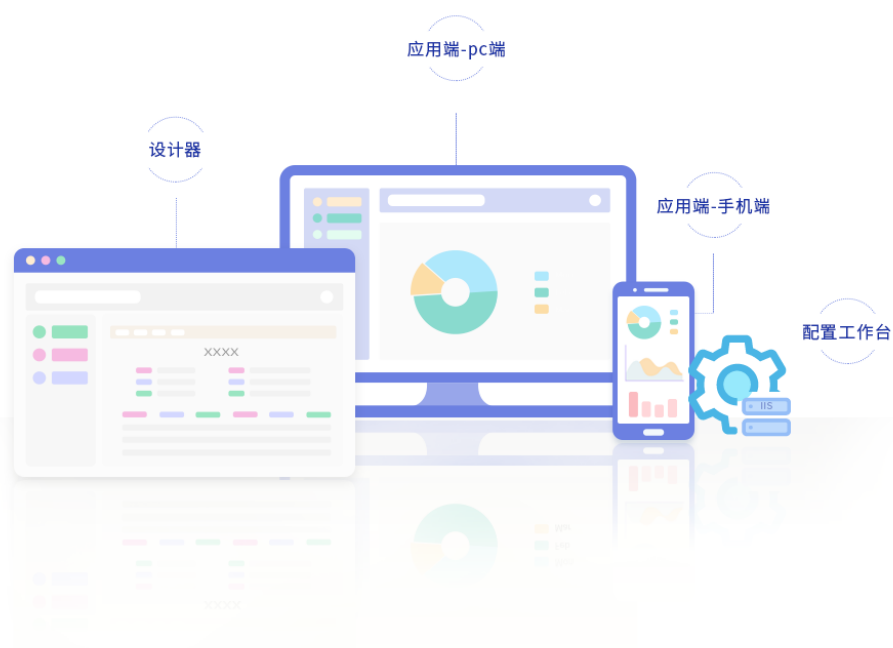 应用端-pc端
设计器
应用端-手机端
配置工作台
XXXX
IIS